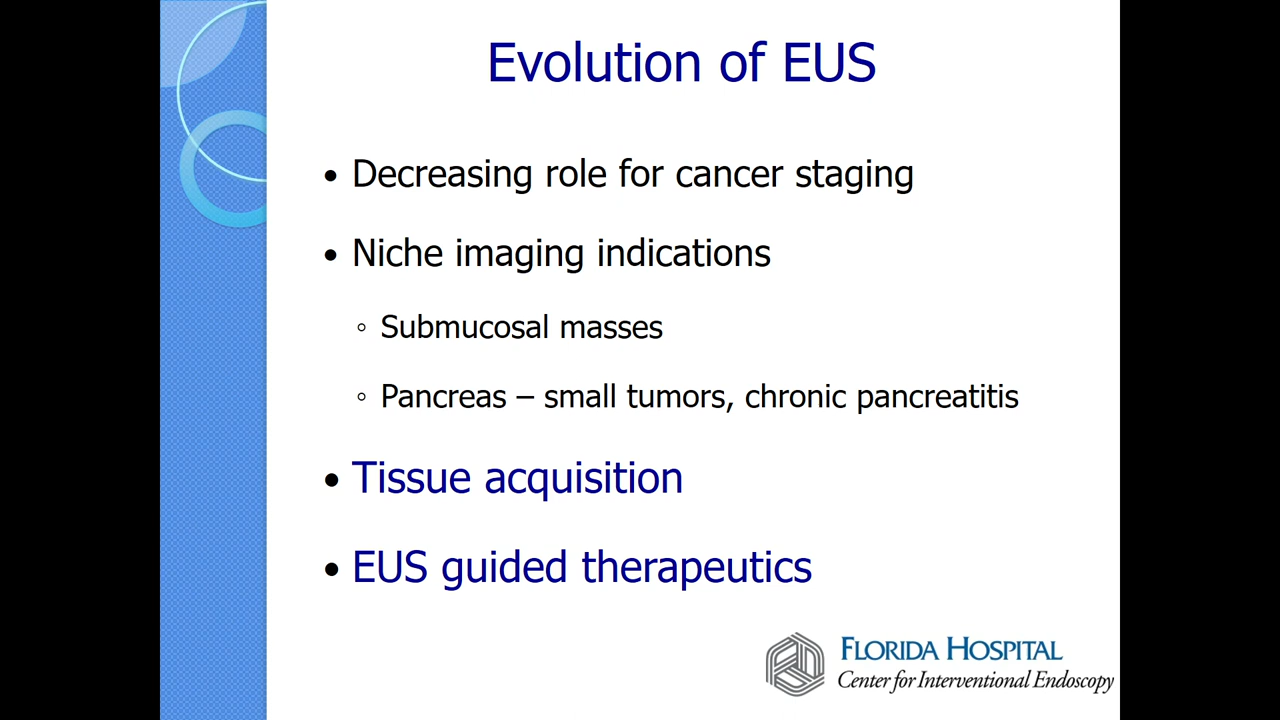 Evolution of EUS
• Decreasing role for cancer staging
• Niche imaging indications
◦ Submucosal masses
◦ Pancreas – small tumors, chronic pancreatitis
• Tissue acquisition
• EUS guided therapeutics
FLORIDA HOSPITAL
Center for Interventional Endoscopy